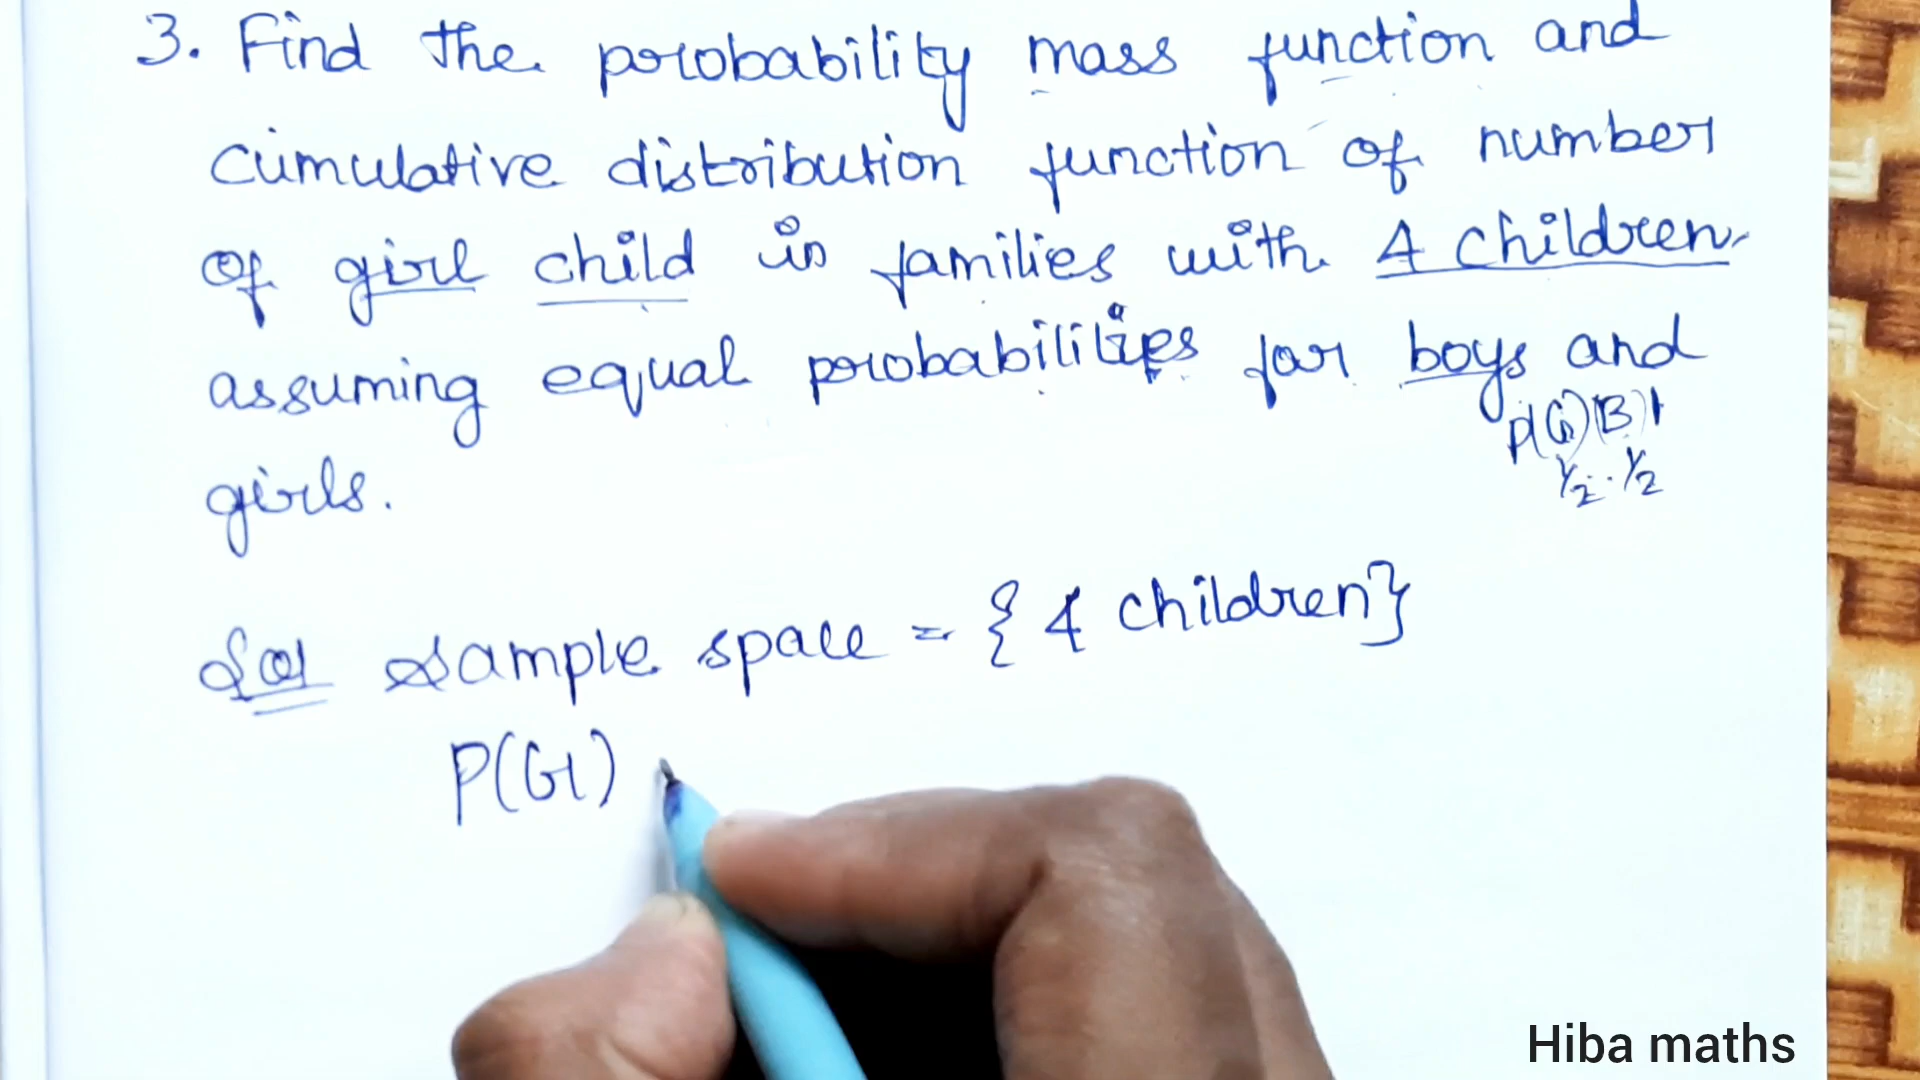 3. Find the probability mass function and
cumulative distribution function of number
of girl child in families with 4 children
assuming equal probabilities for boys and
P(G)(B)
1/2 . 1/2
girls.
Sol Sample space = { 4 children}
P(G)
Hiba maths